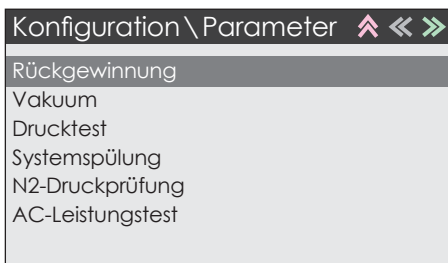 Konfiguration\Parameter
Rückgewinnung
Vakuum
Drucktest
Systemspülung
N2-Druckprüfung
AC-Leistungstest